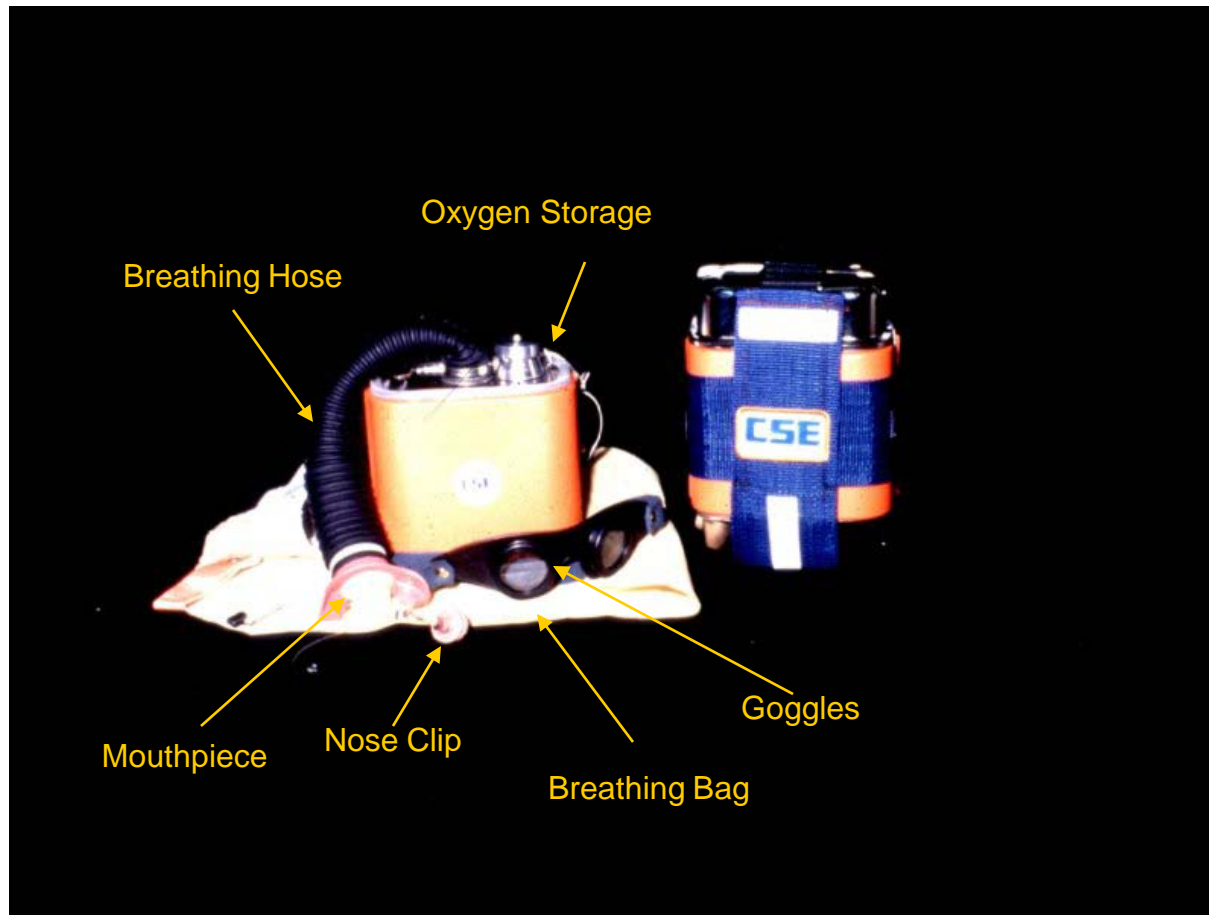 Oxygen Storage
Breathing Hose
CSE
CSE
Goggles
Nose Clip
Mouthpiece
Breathing Bag